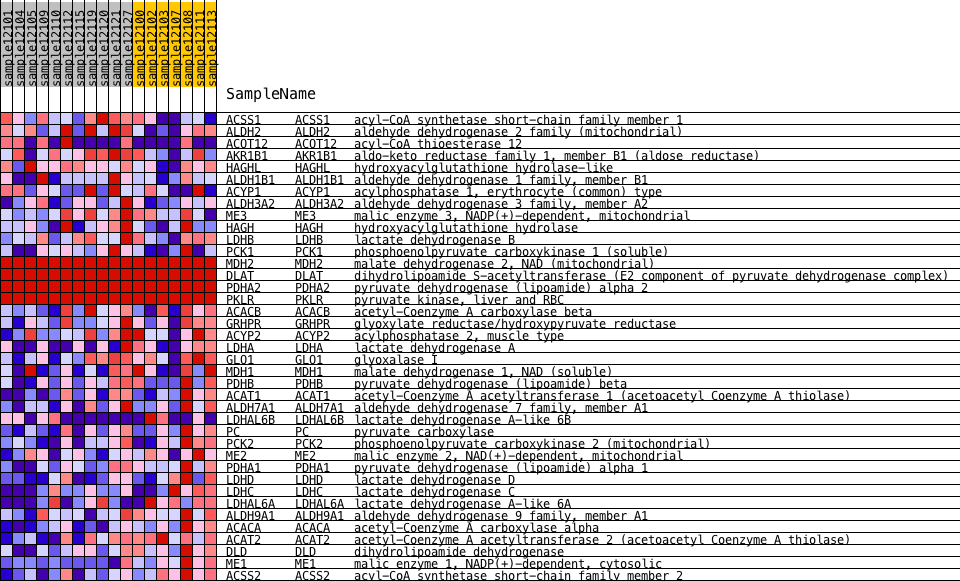 sample12101 sample12104 sample12105 sample12109 sample12110 sample12112 sample12115 sample12119 sample12120 sample12121 sample12127 sample12100 sample12102 sample12103 sample12107 sample12108 sample12111 sample12113
SampleName
ACSS1 ACSS1 acyl-CoA synthetase short-chain family member 1
ALDH2 ALDH2 aldehyde dehydrogenase 2 family (mitochondrial)
ACOT12 ACOT12 acyl-CoA thioesterase 12
AKR1B1 AKR1B1 aldo-keto reductase family 1, member B1 (aldose reductase)
HAGHL HAGHL hydroxyacylglutathione hydrolase-like
ALDH1B1 ALDH1B1 aldehyde dehydrogenase 1 family, member B1
ACYP1 ACYP1 acylphosphatase 1, erythrocyte (common) type
ALDH3A2 ALDH3A2 aldehyde dehydrogenase 3 family, member A2
ME3 ME3 malic enzyme 3, NADP(+)-dependent, mitochondrial
HAGH HAGH hydroxyacylglutathione hydrolase
LDHB LDHB lactate dehydrogenase B
PCK1 PCK1 phosphoenolpyruvate carboxykinase 1 (soluble)
MDH2 MDH2 malate dehydrogenase 2, NAD (mitochondrial)
DLAT DLAT dihydrolipoamide S-acetyltransferase (E2 component of pyruvate dehydrogenase complex)
PDHA2 PDHA2 pyruvate dehydrogenase (lipoamide) alpha 2
PKLR PKLR pyruvate kinase, liver and RBC
ACACB ACACB acetyl-Coenzyme A carboxylase beta
GRHPR GRHPR glyoxylate reductase/hydroxypyruvate reductase
ACYP2 ACYP2 acylphosphatase 2, muscle type
LDHA LDHA lactate dehydrogenase A
GLO1 GLO1 glyoxalase I
MDH1 MDH1 malate dehydrogenase 1, NAD (soluble)
PDHB PDHB pyruvate dehydrogenase (lipoamide) beta
ACAT1 ACAT1 acetyl-Coenzyme A acetyltransferase 1 (acetoacetyl Coenzyme A thiolase)
ALDH7A1 ALDH7A1 aldehyde dehydrogenase 7 family, member A1
LDHAL6B LDHAL6B lactate dehydrogenase A-like 6B
PC PC pyruvate carboxylase
PCK2 PCK2 phosphoenolpyruvate carboxykinase 2 (mitochondrial)
ME2 ME2 malic enzyme 2, NAD(+)-dependent, mitochondrial
PDHA1 PDHA1 pyruvate dehydrogenase (lipoamide) alpha 1
LDHD LDHD lactate dehydrogenase D
LDHC LDHC lactate dehydrogenase C
LDHAL6A LDHAL6A lactate dehydrogenase A-like 6A
ALDH9A1 ALDH9A1 aldehyde dehydrogenase 9 family, member A1
ACACA ACACA acetyl-Coenzyme A carboxylase alpha
ACAT2 ACAT2 acetyl-Coenzyme A acetyltransferase 2 (acetoacetyl Coenzyme A thiolase)
DLD DLD dihydrolipoamide dehydrogenase
ME1 ME1 malic enzyme 1, NADP(+)-dependent, cytosolic
ACSS2 ACSS2 acyl-CoA synthetase short-chain family member 2